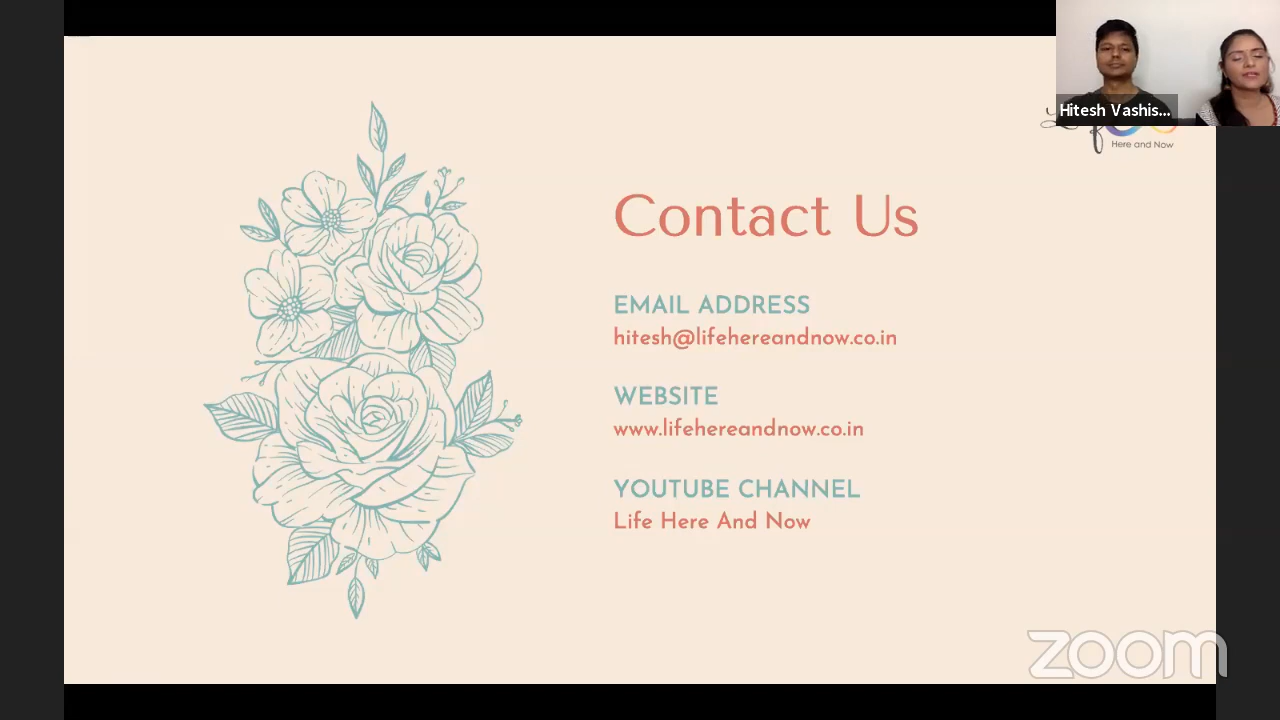 Hitesh Vashis...
Here and Now
Contact Us
EMAIL ADDRESS
hitesh@lifehereandnow.co.in
WEBSITE
www.lifehereandnow.co.in
YOUTUBE CHANNEL
Life Here And Now
zoom